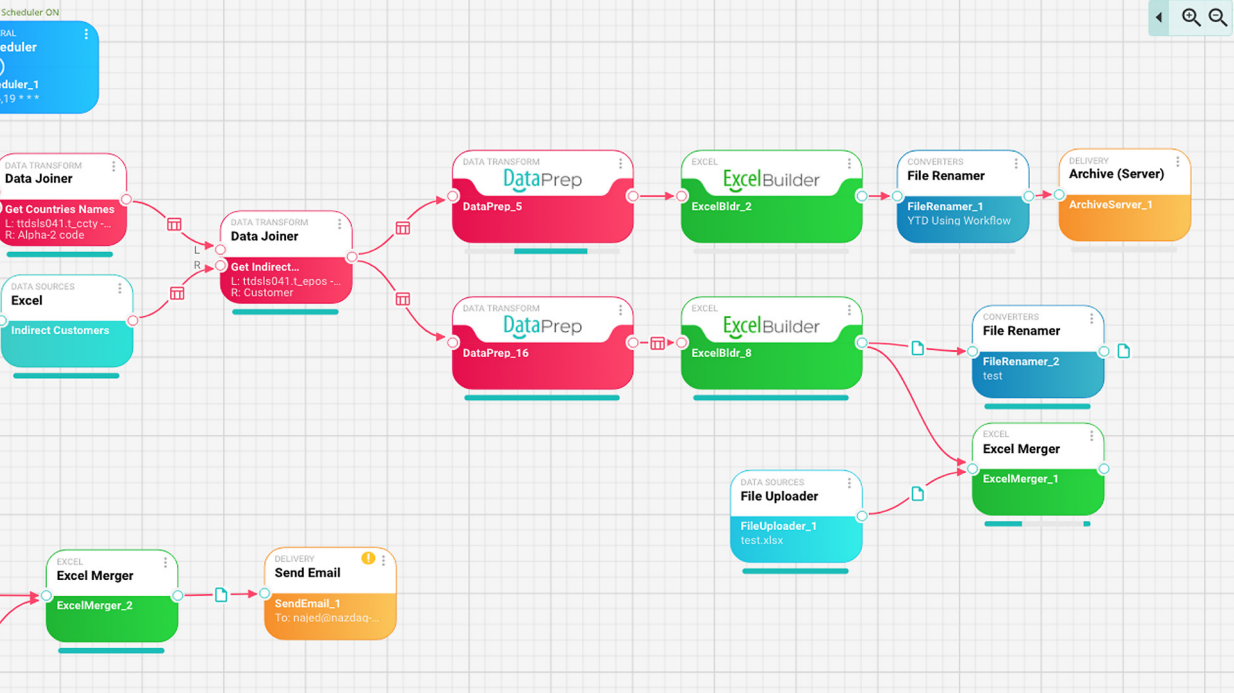 Scheduler ON
RAL
eduler
eduler_1
,19 * * *
DATA TRANSFORM
Data Joiner
Get Countries Names
L: ttdsls041.t_ccty -...
R: Alpha-2 code
DATA SOURCES
Excel
Indirect Customers
L
R
DATA TRANSFORM
Data Joiner
Get Indirect...
L: ttdsls041.t_epos -...
R: Customer
DATA TRANSFORM
DataPrep
DataPrep_5
EXCEL
ExcelBuilder
ExcelBldr_2
CONVERTERS
File Renamer
FileRenamer_1
YTD Using Workflow
DELIVERY
Archive (Server)
ArchiveServer_1
DATA TRANSFORM
DataPrep
DataPrep_16
EXCEL
ExcelBuilder
ExcelBldr_8
CONVERTERS
File Renamer
FileRenamer_2
test
EXCEL
Excel Merger
ExcelMerger_1
DATA SOURCES
File Uploader
FileUploader_1
test.xlsx
EXCEL
Excel Merger
ExcelMerger_2
DELIVERY
Send Email
SendEmail_1
To: najed@nazdaq-...